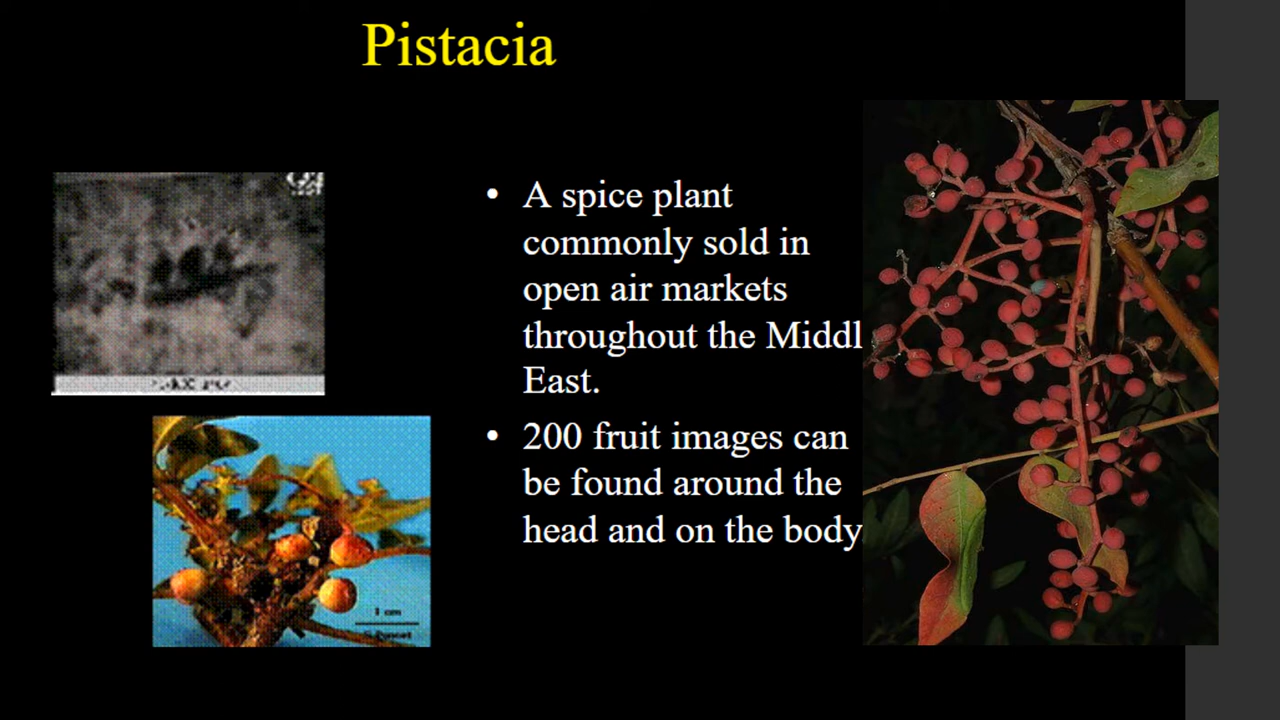 Pistacia
• A spice plant
commonly sold in
open air markets
throughout the Middl
East.
• 200 fruit images can
be found around the
head and on the body
1 cm